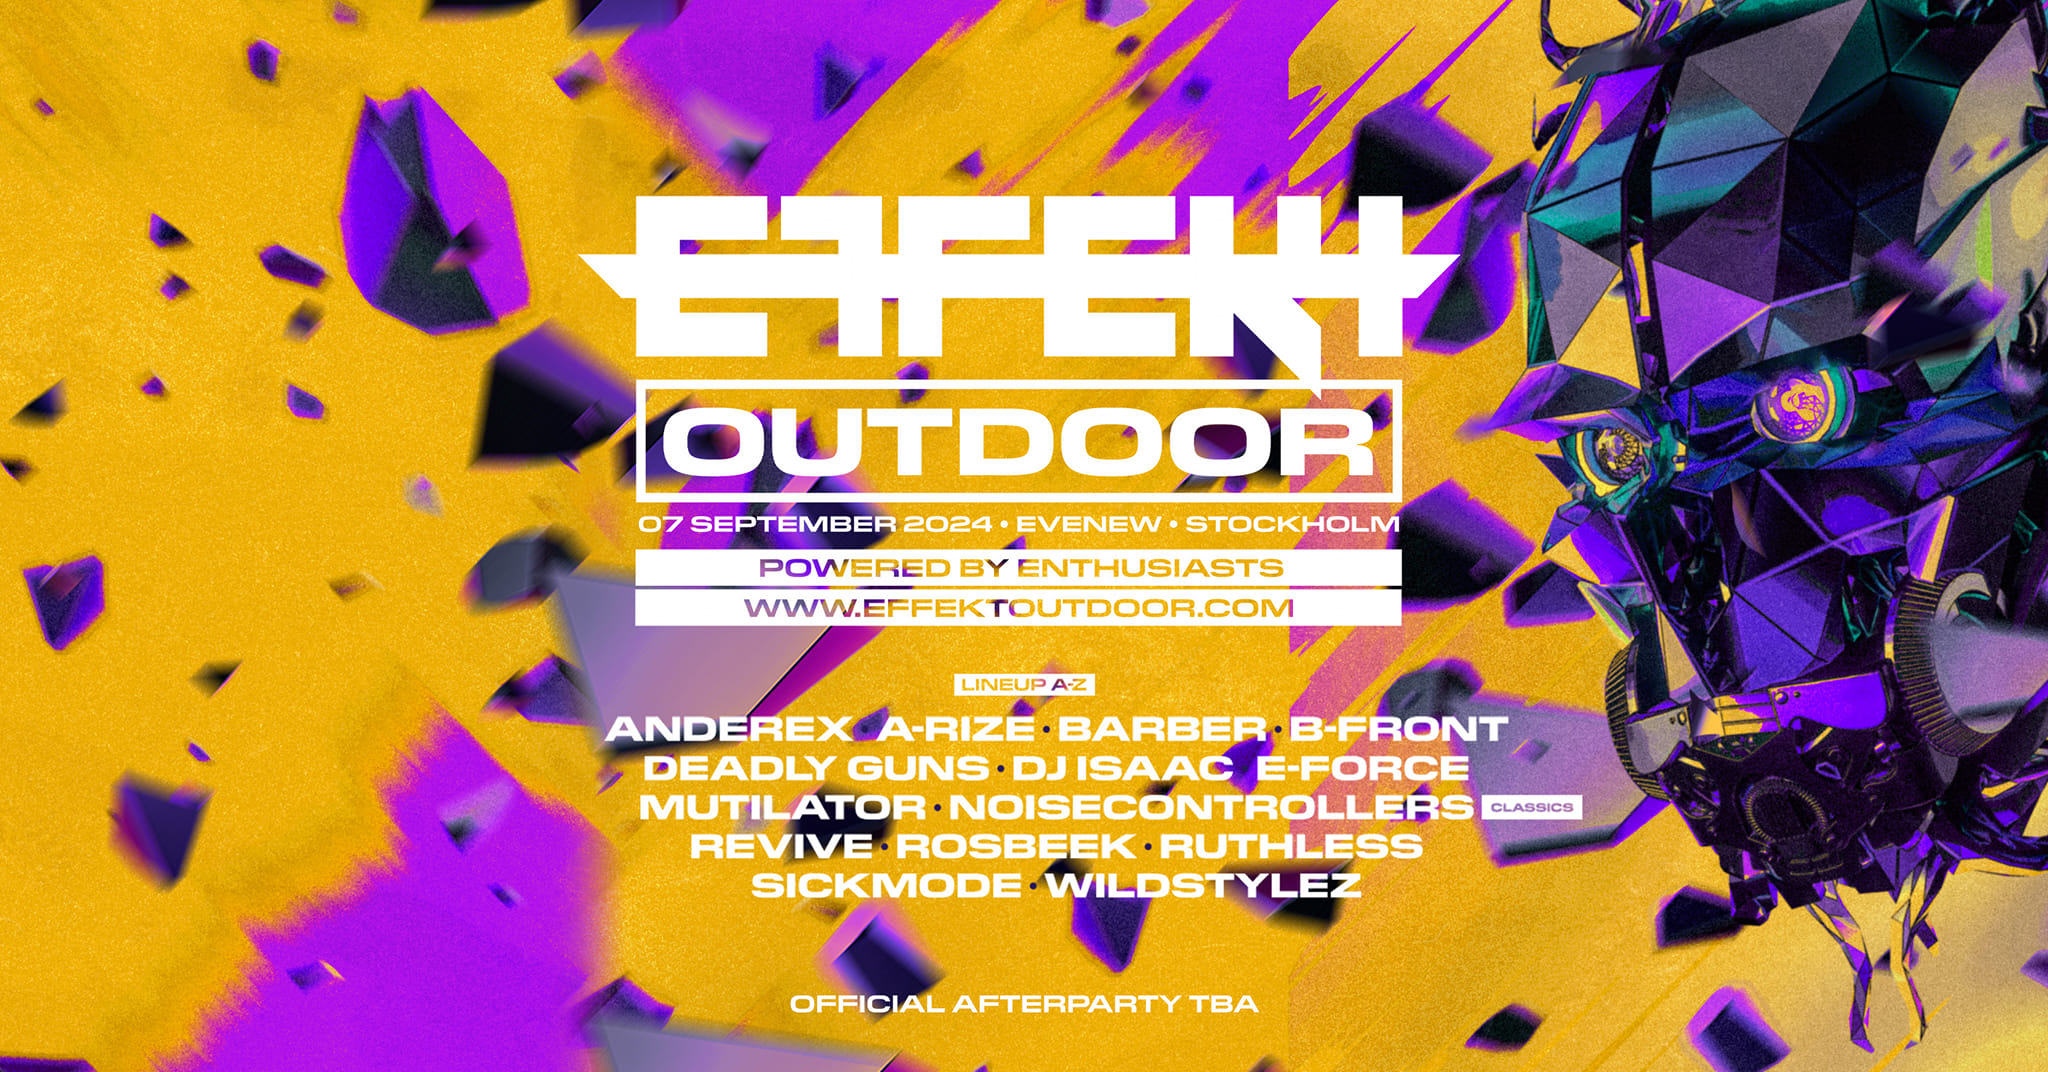 EFFEKT
OUTDOOR
07 SEPTEMBER 2024 • EVENEW • STOCKHOLM
POWERED BY ENTHUSIASTS
WWW.EFFEKTOUTDOOR.COM
LINEUP A-Z
ANDEREX • A-RIZE • BARBER • B-FRONT
DEADLY GUNS • DJ ISAAC E-FORCE
MUTILATOR • NOISECONTROLLERS CLASSICS
REVIVE • ROSBEEK • RUTHLESS
SICKMODE • WILDSTYLEZ
OFFICIAL AFTERPARTY TBA